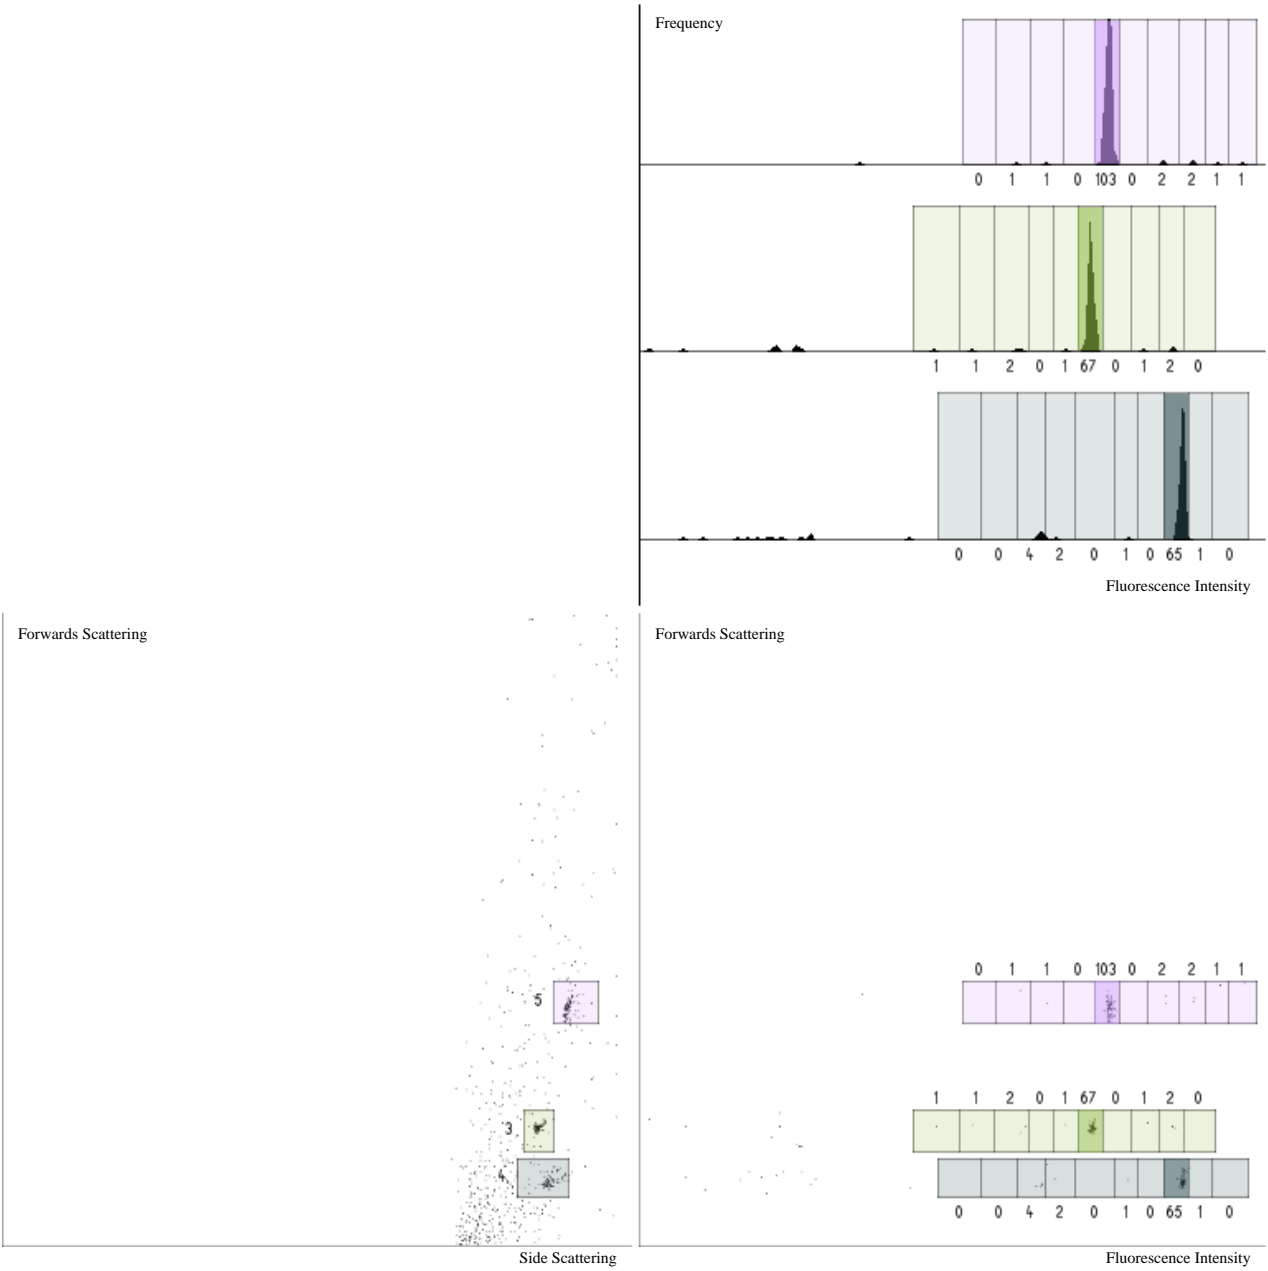 Frequency
0 1 1 0 103 0 2 2 1 1
1 1 2 0 1 67 0 1 2 0
0 0 4 2 0 1 0 65 1 0
Fluorescence Intensity
Forwards Scattering
5
3
Side Scattering
Forwards Scattering
0 1 1 0 103 0 2 2 1 1
1 1 2 0 1 67 0 1 2 0
0 0 4 2 0 1 0 65 1 0
Fluorescence Intensity